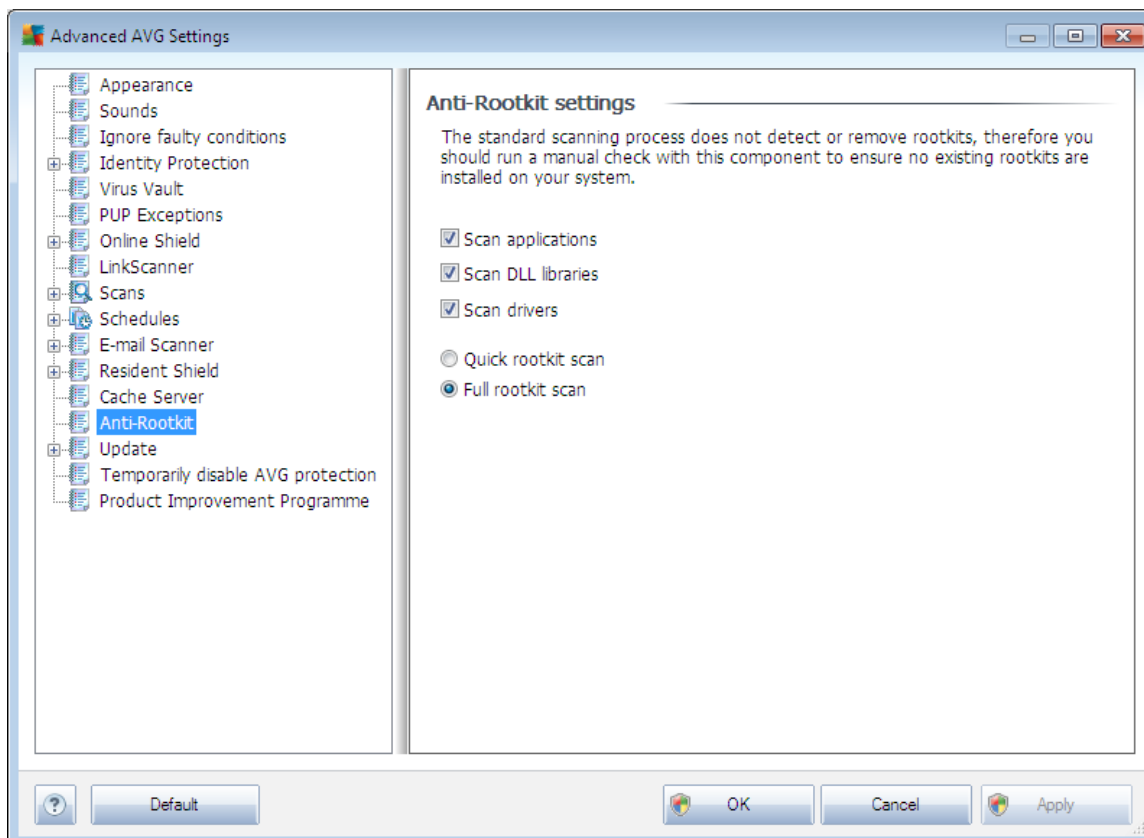 Advanced AVG Settings
Appearance
Sounds
Ignore faulty conditions
Identity Protection
Virus Vault
PUP Exceptions
Online Shield
LinkScanner
Scans
Schedules
E-mail Scanner
Resident Shield
Cache Server
Anti-Rootkit
Update
Temporarily disable AVG protection
Product Improvement Programme
Anti-Rootkit settings
The standard scanning process does not detect or remove rootkits, therefore you
should run a manual check with this component to ensure no existing rootkits are
installed on your system.
Scan applications
Scan DLL libraries
Scan drivers
Quick rootkit scan
Full rootkit scan
?
Default
OK
Cancel
Apply